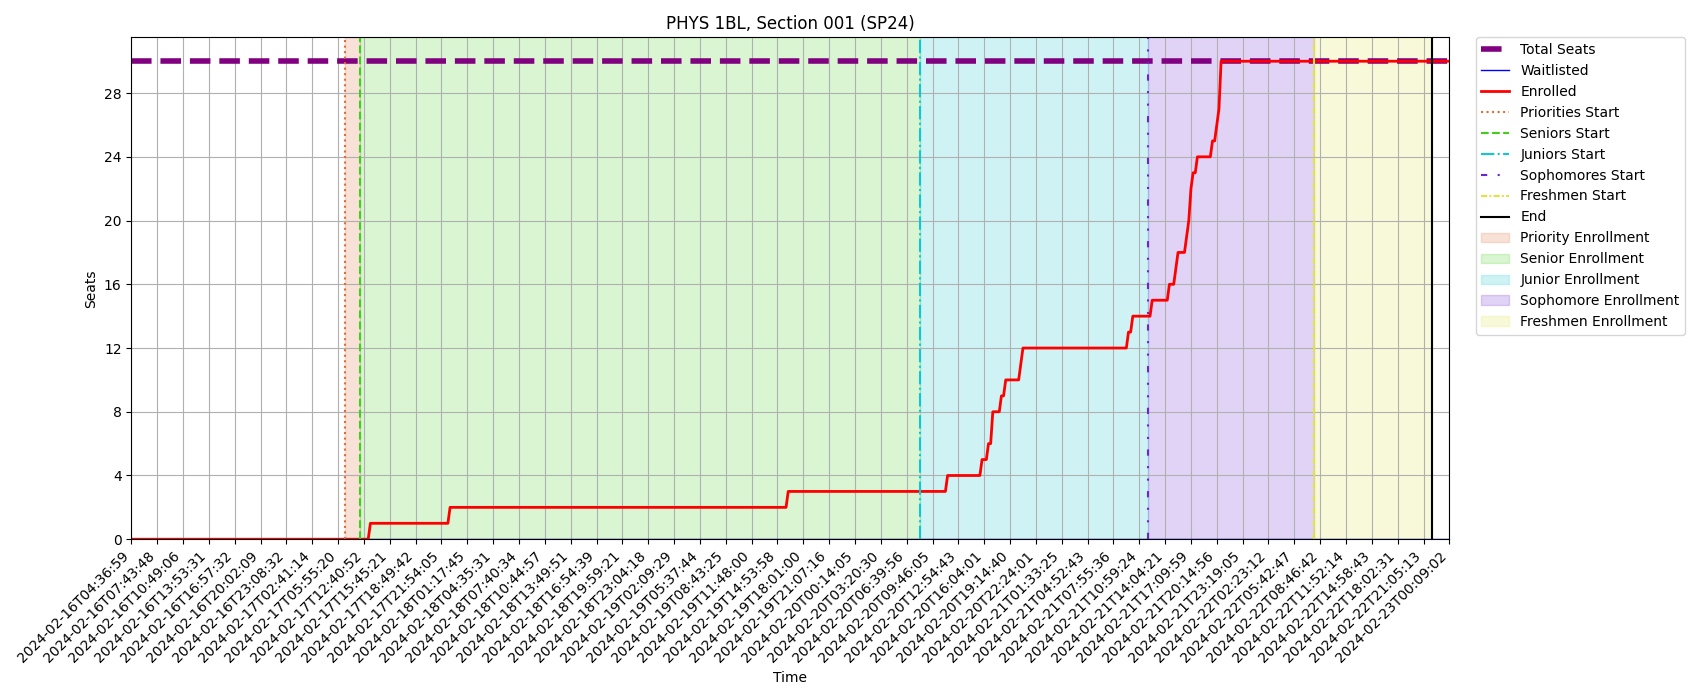 PHYS 1BL, Section 001 (SP24)
Seats
28
24
20
16
12
8
4
0
2024-02-16T04:36:59
2024-02-16T07:43:48
2024-02-16T10:49:06
2024-02-16T13:53:31
2024-02-16T16:57:32
2024-02-16T20:02:09
2024-02-16T23:08:32
2024-02-17T02:41:14
2024-02-17T05:55:20
2024-02-17T12:40:52
2024-02-17T15:45:21
2024-02-17T18:49:42
2024-02-17T21:54:05
2024-02-18T01:17:45
2024-02-18T04:35:31
2024-02-18T07:40:34
2024-02-18T10:44:57
2024-02-18T13:49:51
2024-02-18T16:54:39
2024-02-18T19:59:21
2024-02-18T23:04:18
2024-02-19T02:09:29
2024-02-19T05:37:44
2024-02-19T08:43:25
2024-02-19T11:48:00
2024-02-19T14:53:58
2024-02-19T18:01:00
2024-02-19T21:07:16
2024-02-20T00:14:05
2024-02-20T03:20:30
2024-02-20T06:39:56
2024-02-20T09:46:05
2024-02-20T12:54:43
2024-02-20T16:04:01
2024-02-20T19:14:40
2024-02-20T22:24:01
2024-02-21T01:33:25
2024-02-21T04:52:43
2024-02-21T07:55:36
2024-02-21T10:59:24
2024-02-21T14:04:21
2024-02-21T17:09:59
2024-02-21T20:14:56
2024-02-21T23:19:05
2024-02-22T02:23:12
2024-02-22T05:42:47
2024-02-22T08:46:42
2024-02-22T11:52:14
2024-02-22T14:58:43
2024-02-22T18:02:31
2024-02-22T21:05:13
2024-02-23T00:09:02
Time
Total Seats
Waitlisted
Enrolled
Priorities Start
Seniors Start
Juniors Start
Sophomores Start
Freshmen Start
End
Priority Enrollment
Senior Enrollment
Junior Enrollment
Sophomore Enrollment
Freshmen Enrollment